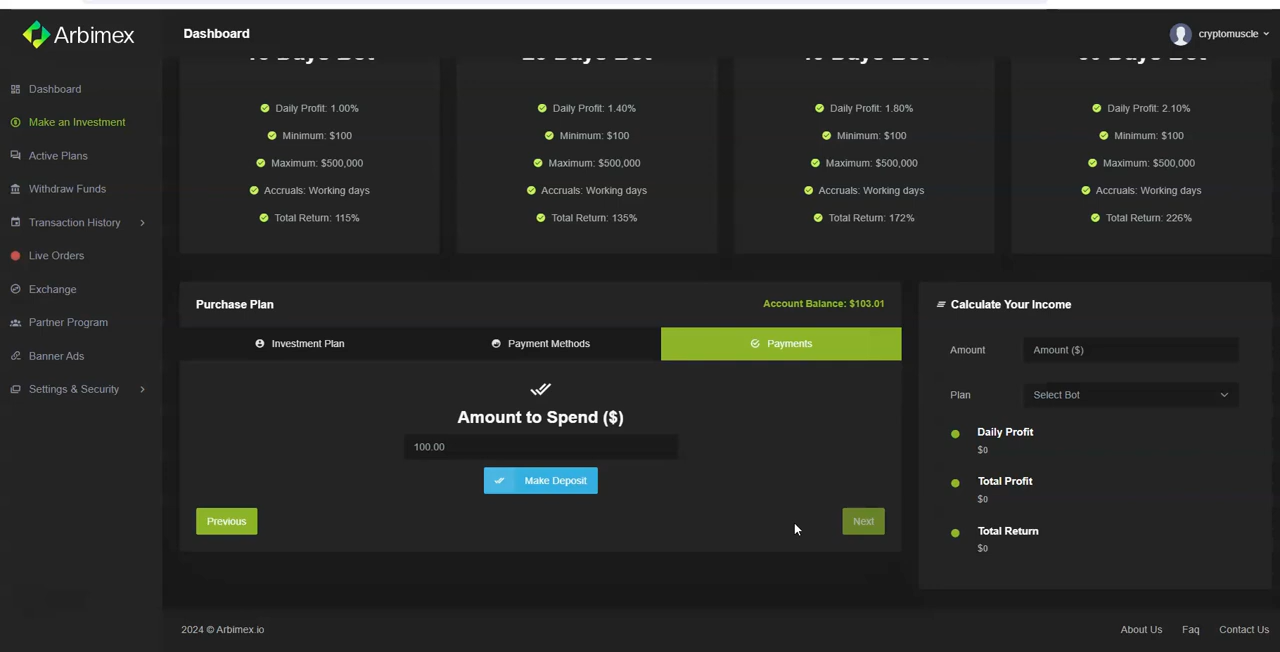 Arbimex
Dashboard
cryptomuscle
Dashboard
Make an Investment
Active Plans
Withdraw Funds
Transaction History
Live Orders
Exchange
Partner Program
Banner Ads
Settings & Security
Daily Profit: 1.00%
Minimum: $100
Maximum: $500,000
Accruals: Working days
Total Return: 115%
Daily Profit: 1.40%
Minimum: $100
Maximum: $500,000
Accruals: Working days
Total Return: 135%
Daily Profit: 1.80%
Minimum: $100
Maximum: $500,000
Accruals: Working days
Total Return: 172%
Daily Profit: 2.10%
Minimum: $100
Maximum: $500,000
Accruals: Working days
Total Return: 226%
Purchase Plan
Account Balance: $103.01
Investment Plan
Payment Methods
Payments
Amount to Spend ($)
100.00
Make Deposit
Previous
Next
Calculate Your Income
Amount
Amount ($)
Plan
Select Bot
Daily Profit
$0
Total Profit
$0
Total Return
$0
2024 © Arbimex.io
About Us
Faq
Contact Us